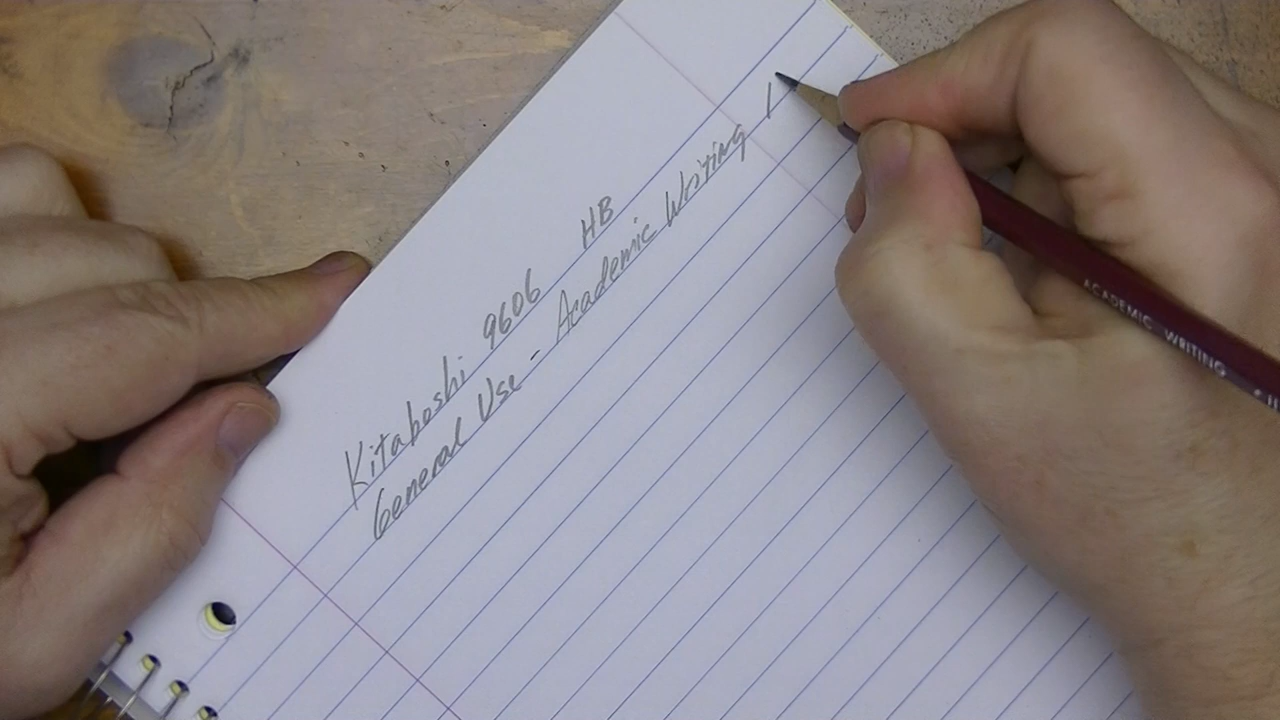 Kitaboshi 9606 HB
General Use - Academic Writing
ACADEMIC WRITING